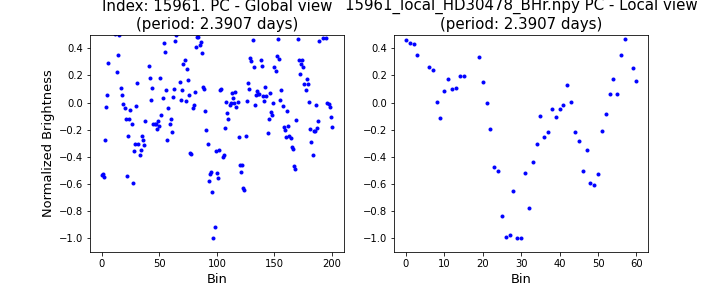 Index: 15961. PC - Global view
(period: 2.3907 days)
15961_local_HD30478_BHr.npy PC - Local view
(period: 2.3907 days)
Normalized Brightness
0.4
0.2
0.0
−0.2
−0.4
−0.6
−0.8
−1.0
0 50 100 150 200
Bin
0.4
0.2
0.0
−0.2
−0.4
−0.6
−0.8
−1.0
0 10 20 30 40 50 60
Bin